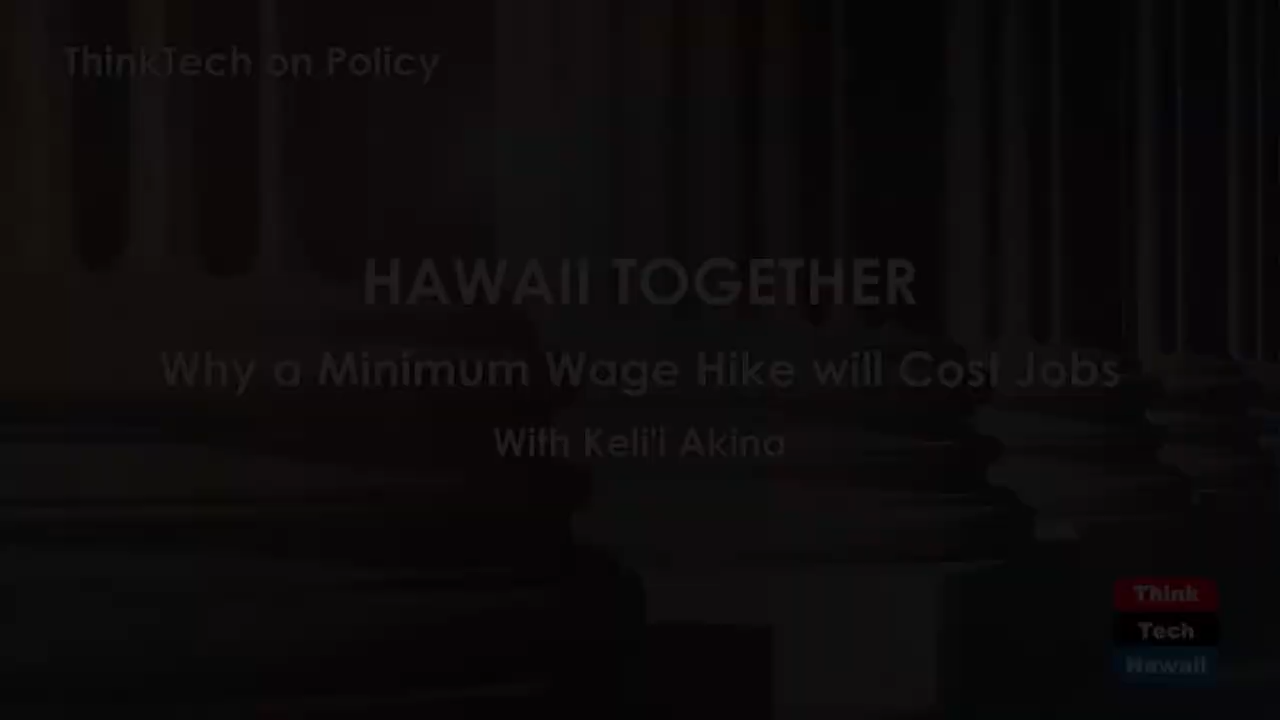 ThinkTech on Policy
HAWAII TOGETHER
Why a Minimum Wage Hike will Cost Jobs
With Keli'i Akina
Think
Tech
Hawaii